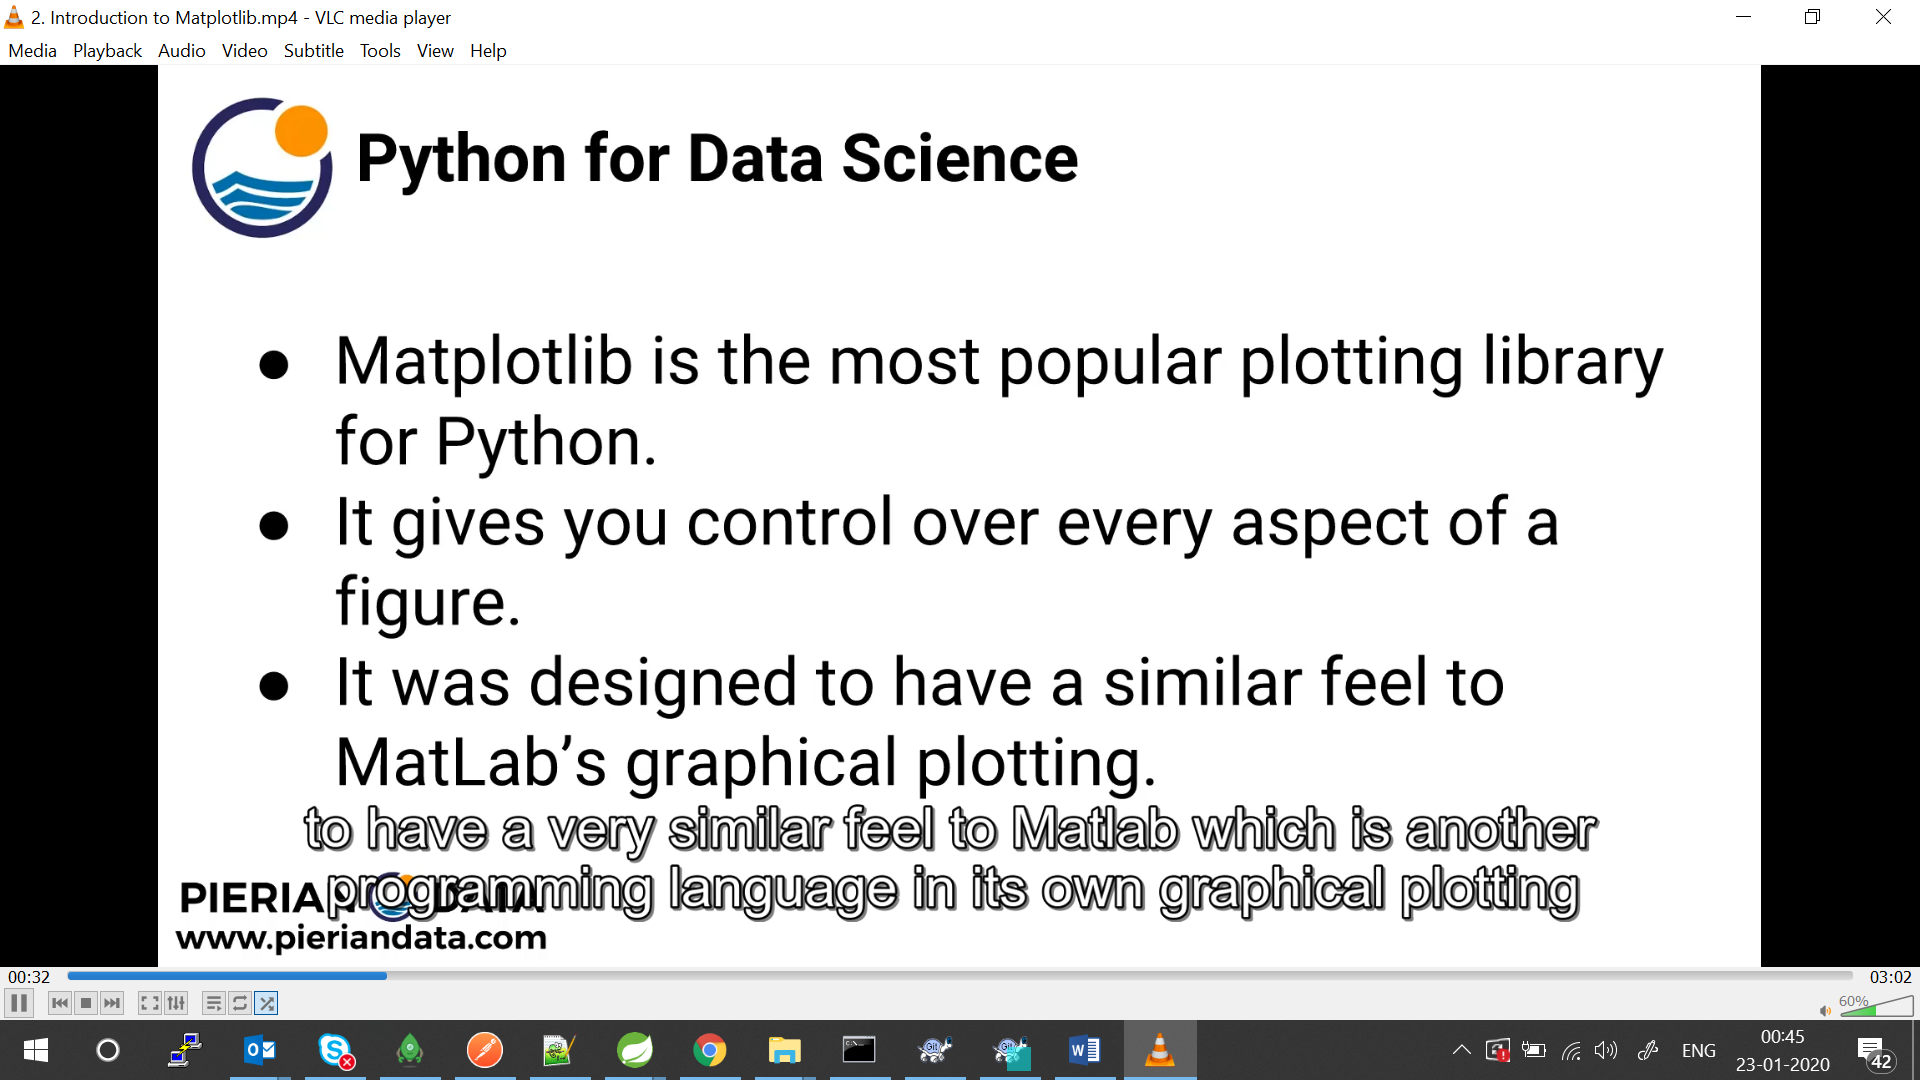 2. Introduction to Matplotlib.mp4 - VLC media player
Media Playback Audio Video Subtitle Tools View Help
Python for Data Science
● Matplotlib is the most popular plotting library
for Python.
● It gives you control over every aspect of a
figure.
● It was designed to have a similar feel to
MatLab’s graphical plotting.
to have a very similar feel to Matlab which is another
programming language in its own graphical plotting
PIERIAN DATA
www.pieriandata.com
00:32 03:02
60%
ENG
00:45
23-01-2020
42